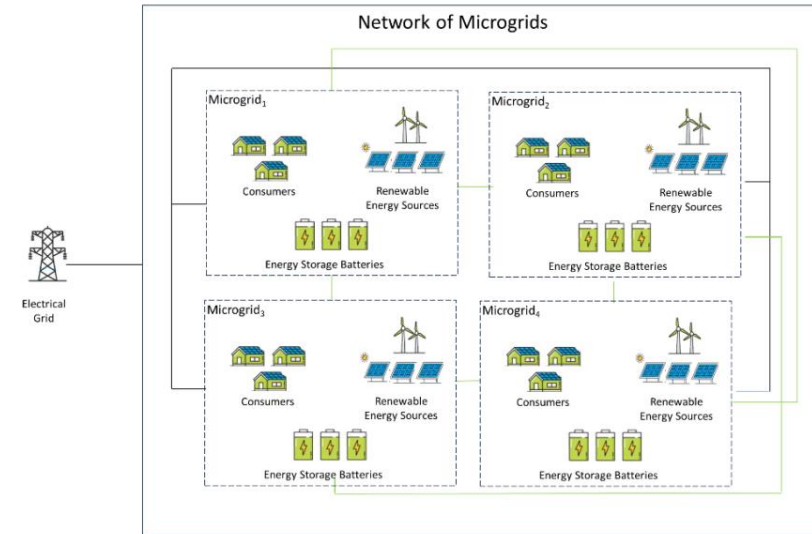 Network of Microgrids
Microgrid₁
Consumers
Renewable
Energy Sources
Energy Storage Batteries
Microgrid₂
Consumers
Renewable
Energy Sources
Energy Storage Batteries
Electrical
Grid
Microgrid₃
Consumers
Renewable
Energy Sources
Energy Storage Batteries
Microgrid₄
Consumers
Renewable
Energy Sources
Energy Storage Batteries